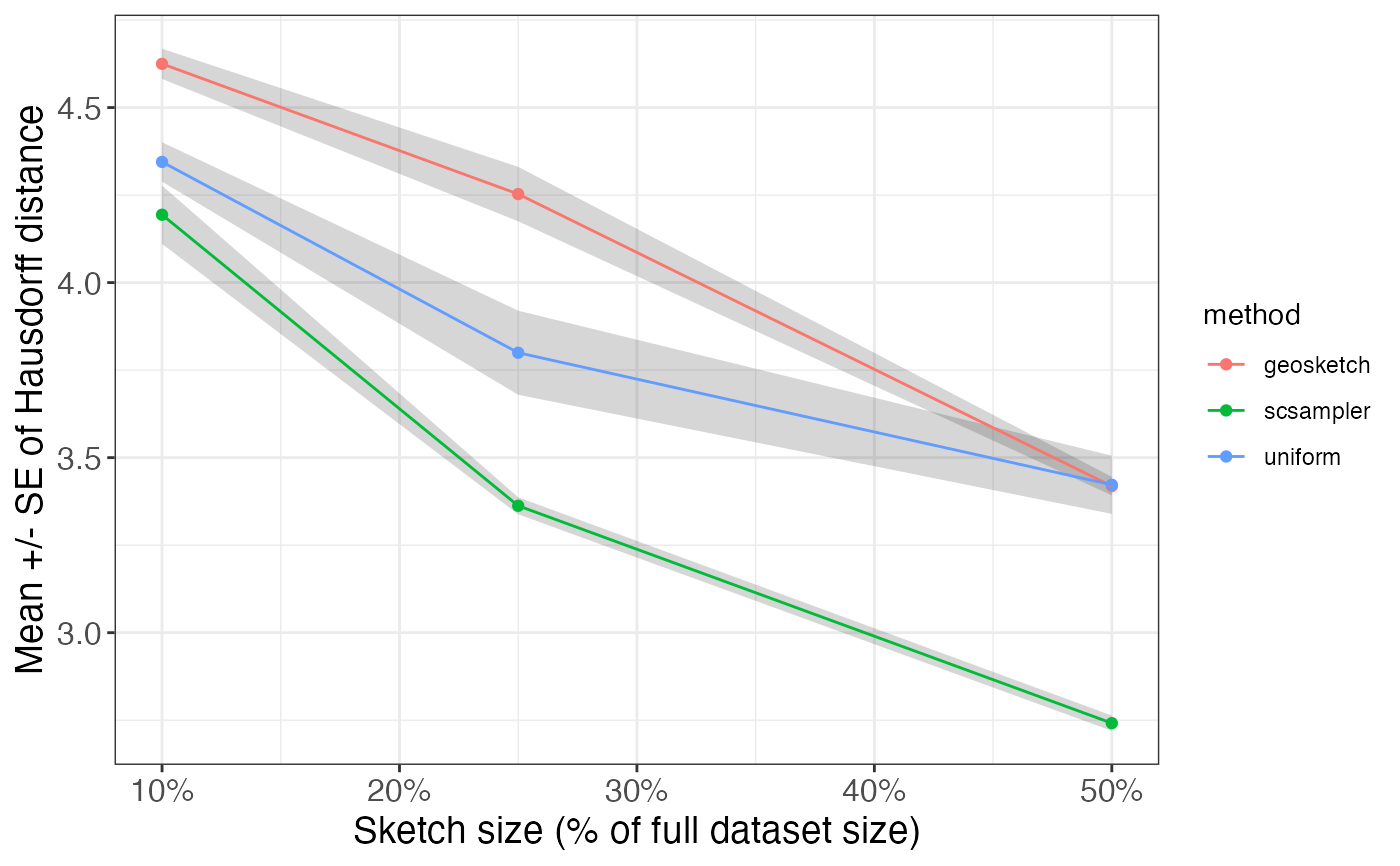 Mean +/- SE of Hausdorff distance
4.5
4.0
3.5
3.0
10%
20%
30%
40%
50%
Sketch size (% of full dataset size)
method
geosketch
scsampler
uniform